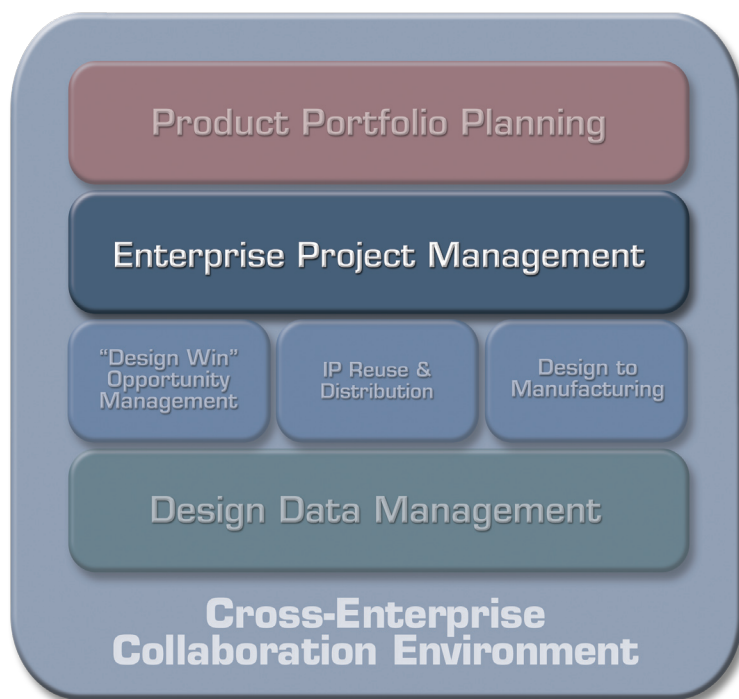 Product Portfolio Planning
Enterprise Project Management
“Design Win”
Opportunity
Management
IP Reuse &
Distribution
Design to
Manufacturing
Design Data Management
Cross-Enterprise
Collaboration Environment